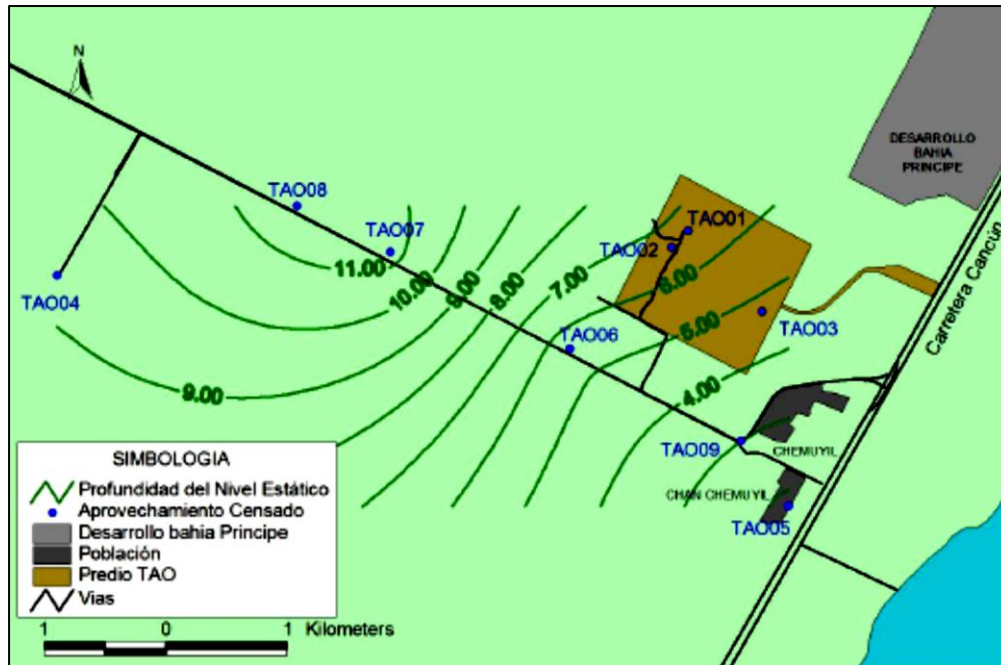 N
DESARROLLO
BAHIA
PRINCIPE
TAO08
TAO01
TAO07
TAO02
11.00
10.00
9.00
8.00
7.00
6.00
TAO04
TAO03
5.00
Carretera Cancún
TAO06
9.00
4.00
TAO09
CHEMUYIL
CHAN CHEMUYIL
TAO05
SIMBOLOGIA
Profundidad del Nivel Estático
Aprovechamiento Censado
Desarrollo bahia Principe
Población
Predio TAO
Vias
1 0 1 Kilometers